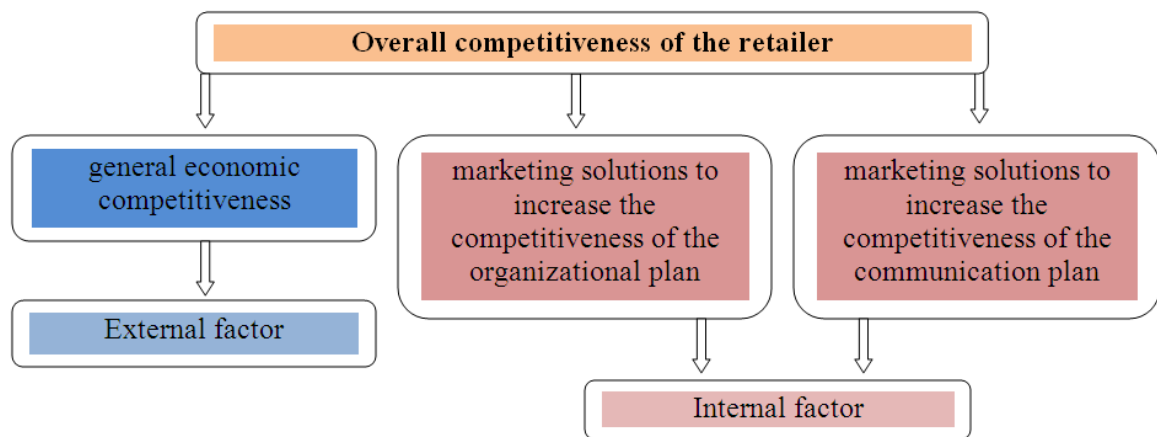 Overall competitiveness of the retailer
general economic
competitiveness
marketing solutions to
increase the
competitiveness of the
organizational plan
marketing solutions to
increase the
competitiveness of the
communication plan
External factor
Internal factor